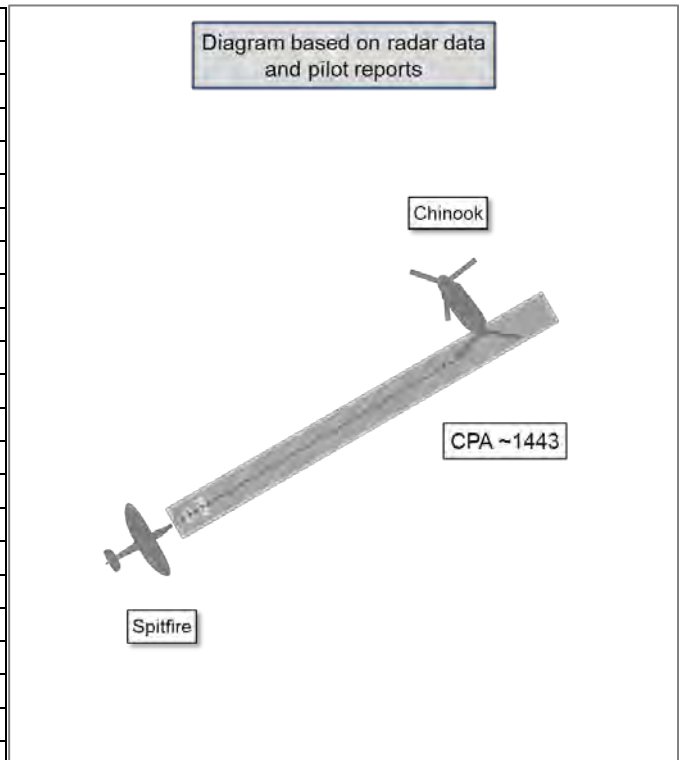 Diagram based on radar data
and pilot reports
Chinook
CPA ~1443
Spitfire